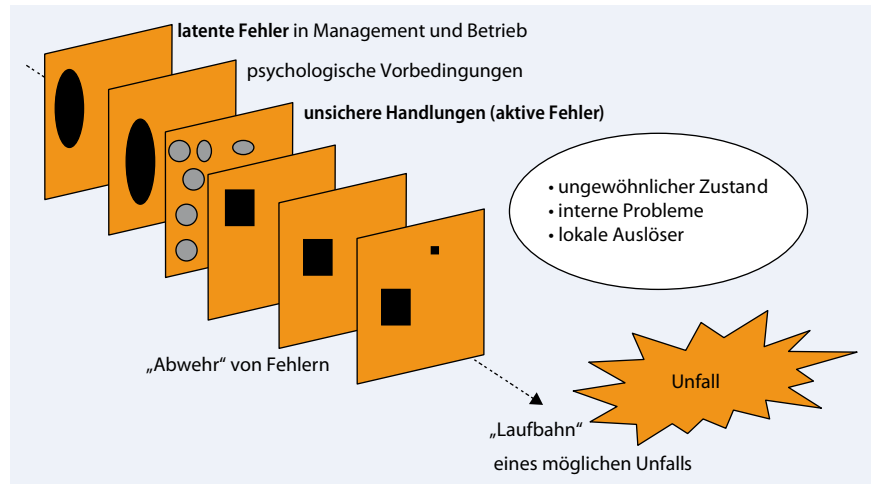 latente Fehler in Management und Betrieb
psychologische Vorbedingungen
unsichere Handlungen (aktive Fehler)
• ungewöhnlicher Zustand
• interne Probleme
• lokale Auslöser
„Abwehr“ von Fehlern
Unfall
„Laufbahn“
eines möglichen Unfalls